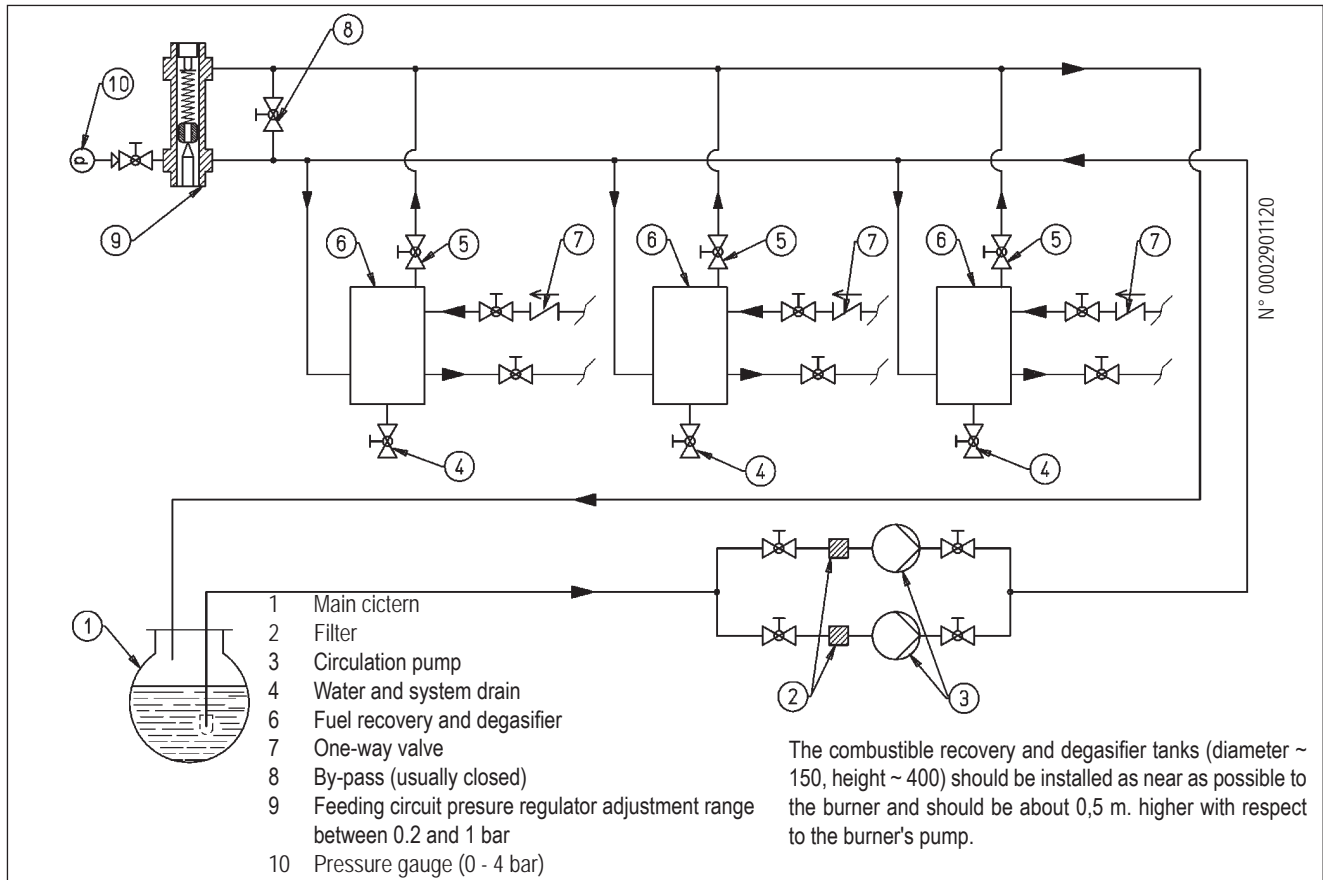 8
10
9
6
5
7
6
5
7
6
5
7
4
4
4
p
N° 0002901120
1
2
3
1 Main cictern
2 Filter
3 Circulation pump
4 Water and system drain
6 Fuel recovery and degasifier
7 One-way valve
8 By-pass (usually closed)
9 Feeding circuit presure regulator adjustment range
between 0.2 and 1 bar
10 Pressure gauge (0 - 4 bar)
The combustible recovery and degasifier tanks (diameter ~
150, height ~ 400) should be installed as near as possible to
the burner and should be about 0,5 m. higher with respect
to the burner's pump.